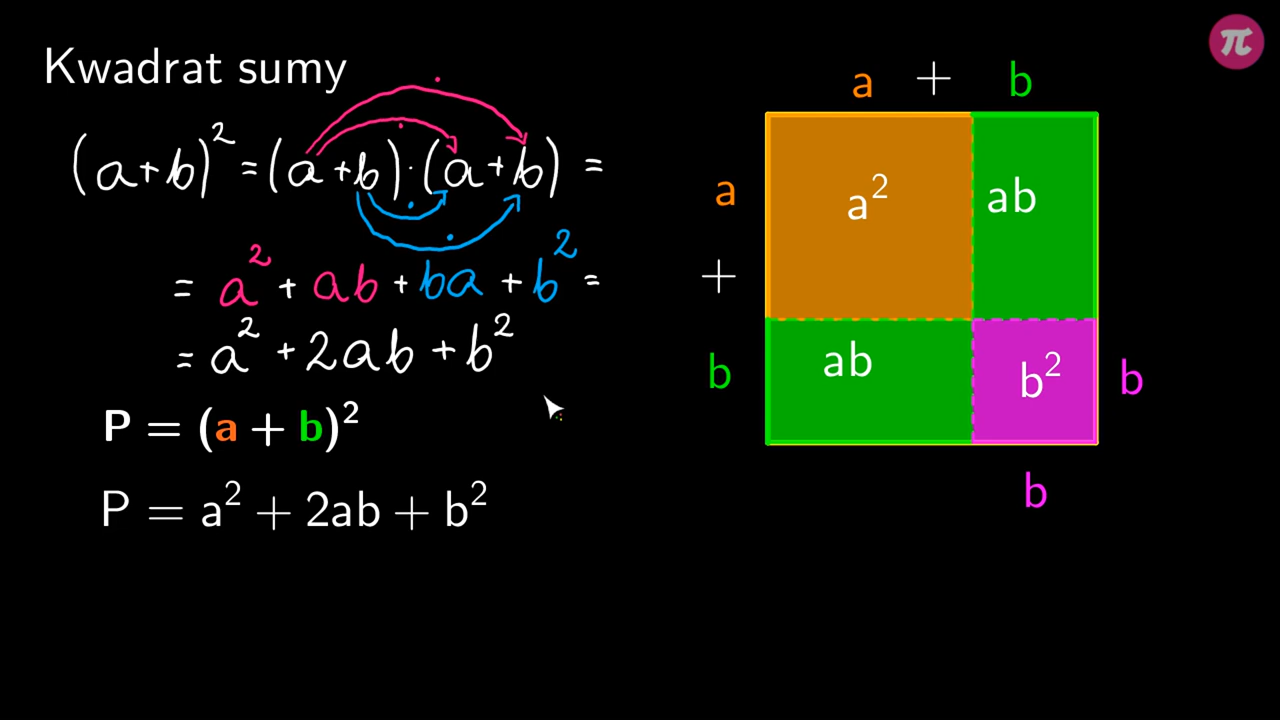 Kwadrat sumy
(a+b)² = (a+b)·(a+b) =
= a² + ab + ba + b² =
= a² + 2ab + b²
P = (a + b)²
P = a² + 2ab + b²
a + b
a
+
b
a²
ab
ab
b²
b
b
π